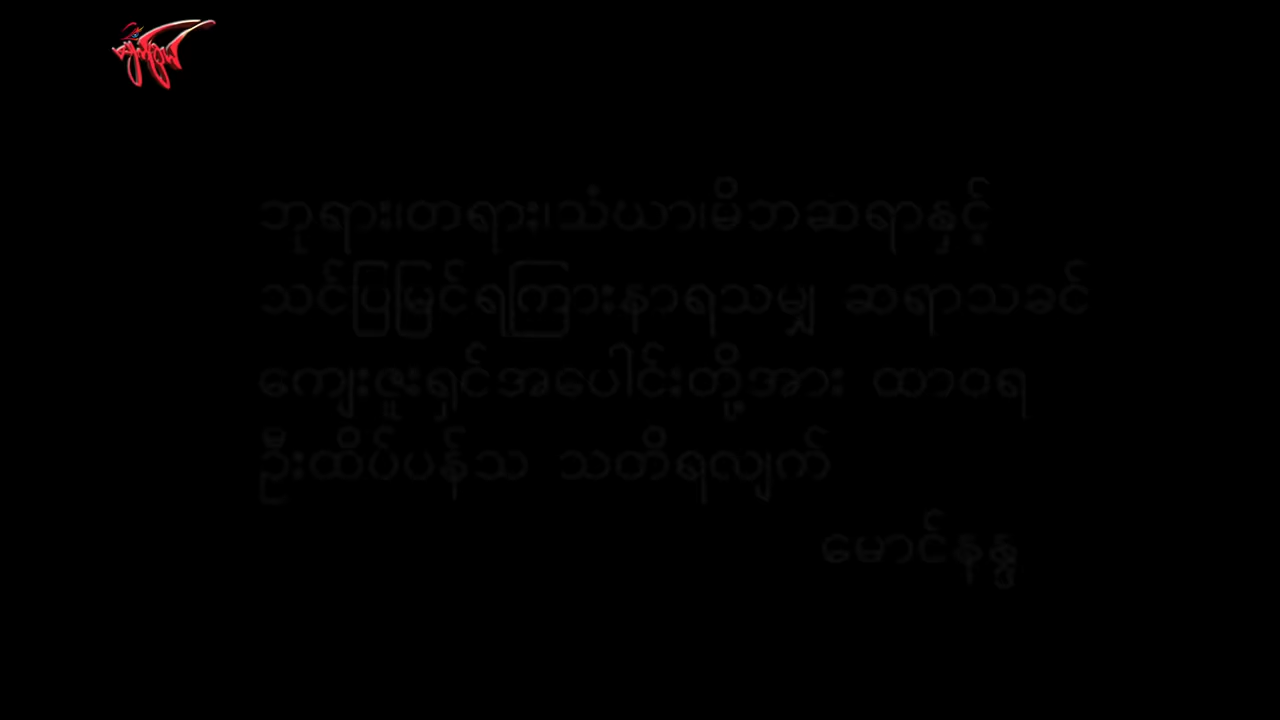 ဘုရား၊တရား၊သံဃာ၊မိဘဆရာနှင့်
သင်ပြမြင်ရကြားနာရသမျှ ဆရာသခင်
ကျေးဇူးရှင်အပေါင်းတို့အား ထာဝရ
ဦးထိပ်ပန်သ သတိရလျက်
မောင်နန္ဒ